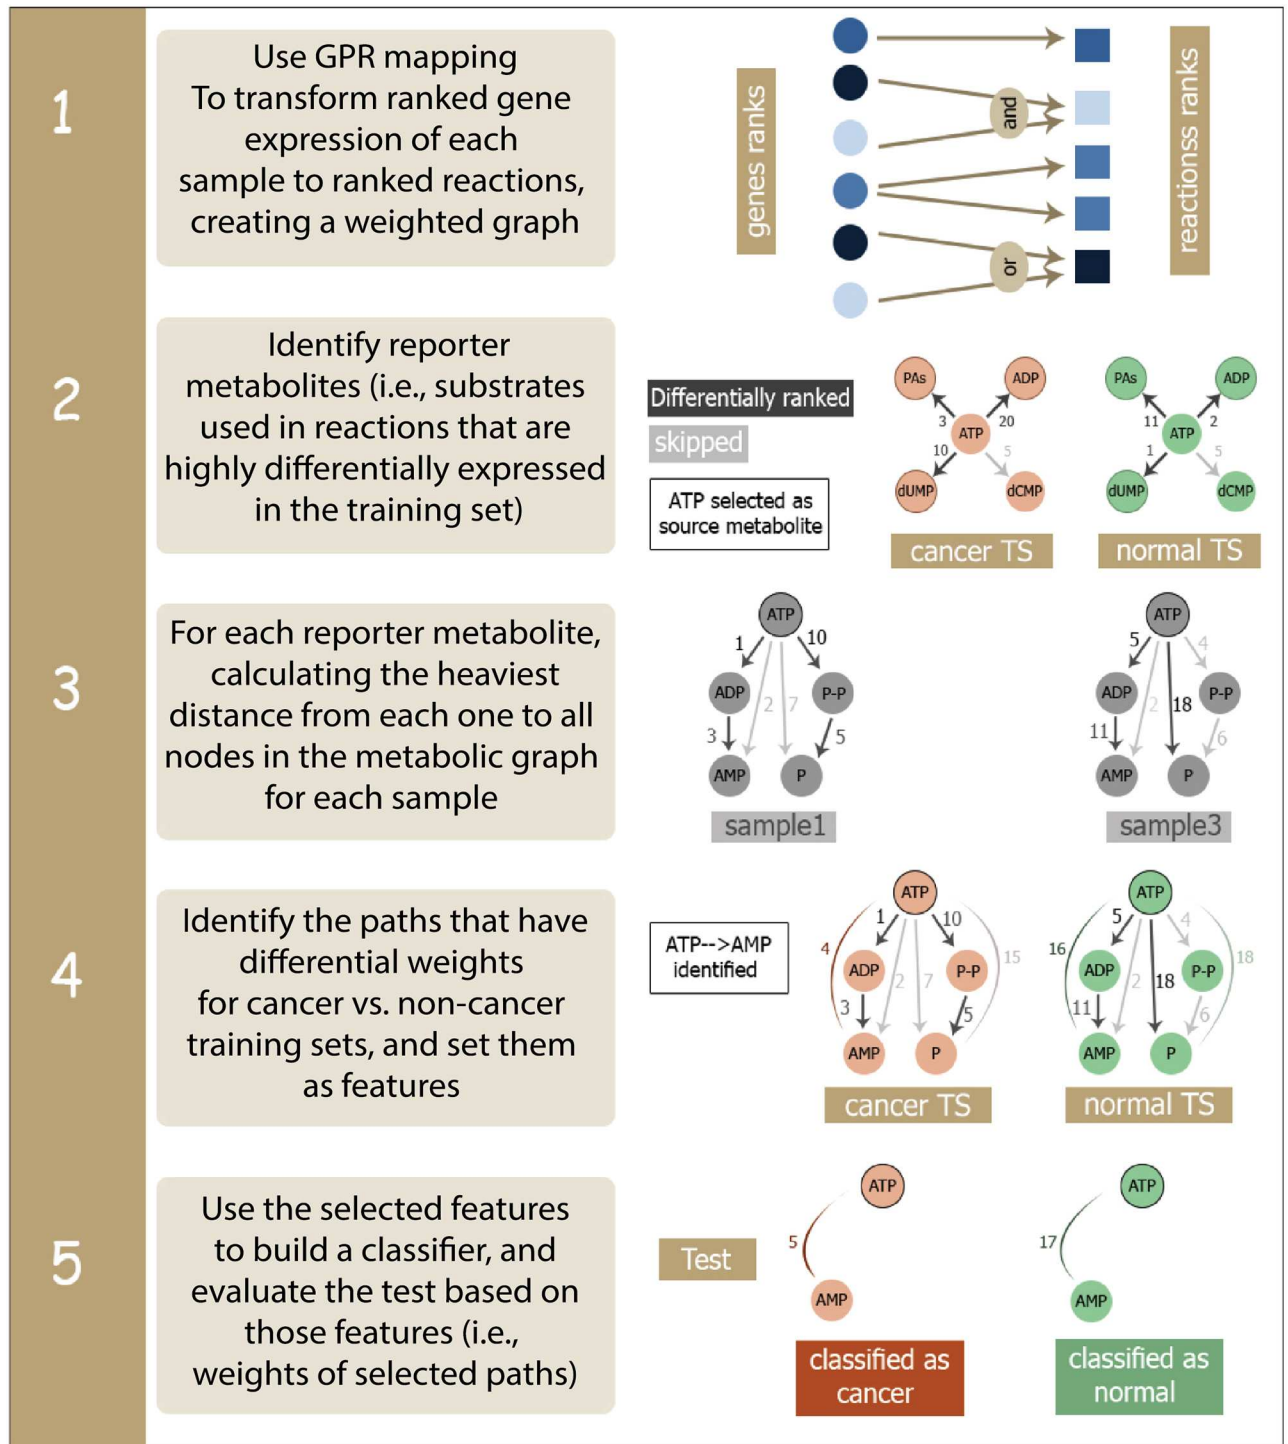 1
Use GPR mapping
To transform ranked gene
expression of each
sample to ranked reactions,
creating a weighted graph
genes ranks
and
or
reactionss ranks
2
Identify reporter
metabolites (i.e., substrates
used in reactions that are
highly differentially expressed
in the training set)
Differentially ranked
skipped
ATP selected as
source metabolite
PAs
ADP
3
20
ATP
10
5
dUMP
dCMP
cancer TS
PAs
ADP
11
2
ATP
1
5
dUMP
dCMP
normal TS
3
For each reporter metabolite,
calculating the heaviest
distance from each one to all
nodes in the metabolic graph
for each sample
ATP
1
10
ADP
2
7
P-P
3
5
AMP
P
sample1
ATP
5
4
ADP
2
18
P-P
11
6
AMP
P
sample3
4
Identify the paths that have
differential weights
for cancer vs. non-cancer
training sets, and set them
as features
ATP-->AMP
identified
ATP
1
10
4
15
ADP
2
7
P-P
3
5
AMP
P
cancer TS
ATP
5
4
16
18
ADP
2
18
P-P
11
6
AMP
P
normal TS
5
Use the selected features
to build a classifier, and
evaluate the test based on
those features (i.e.,
weights of selected paths)
Test
ATP
5
AMP
classified as
cancer
ATP
17
AMP
classified as
normal